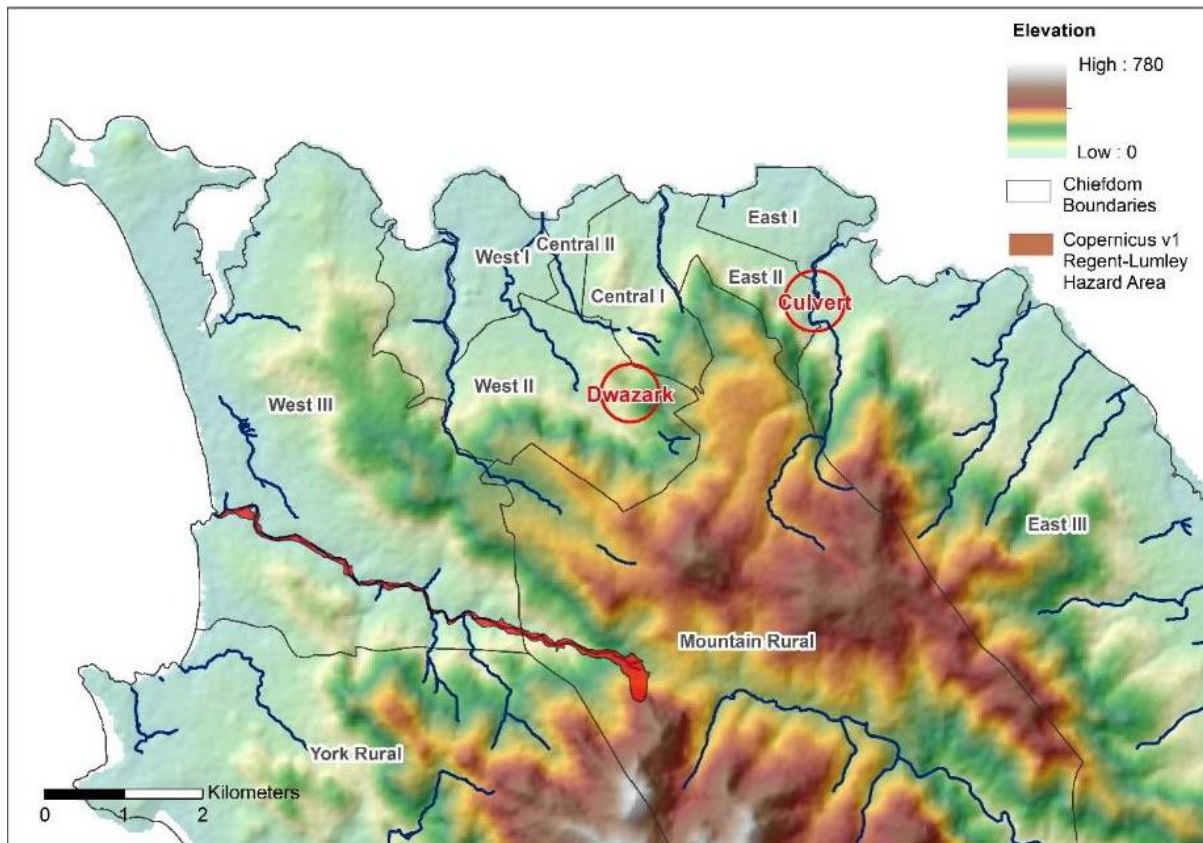 Elevation
High : 780
Low : 0
Chiefdom
Boundaries
Copernicus v1
Regent-Lumley
Hazard Area
East I
West I
Central II
East II
Central I
Culvert
West II
Dwazark
West III
East III
Mountain Rural
York Rural
Kilometers
0 1 2